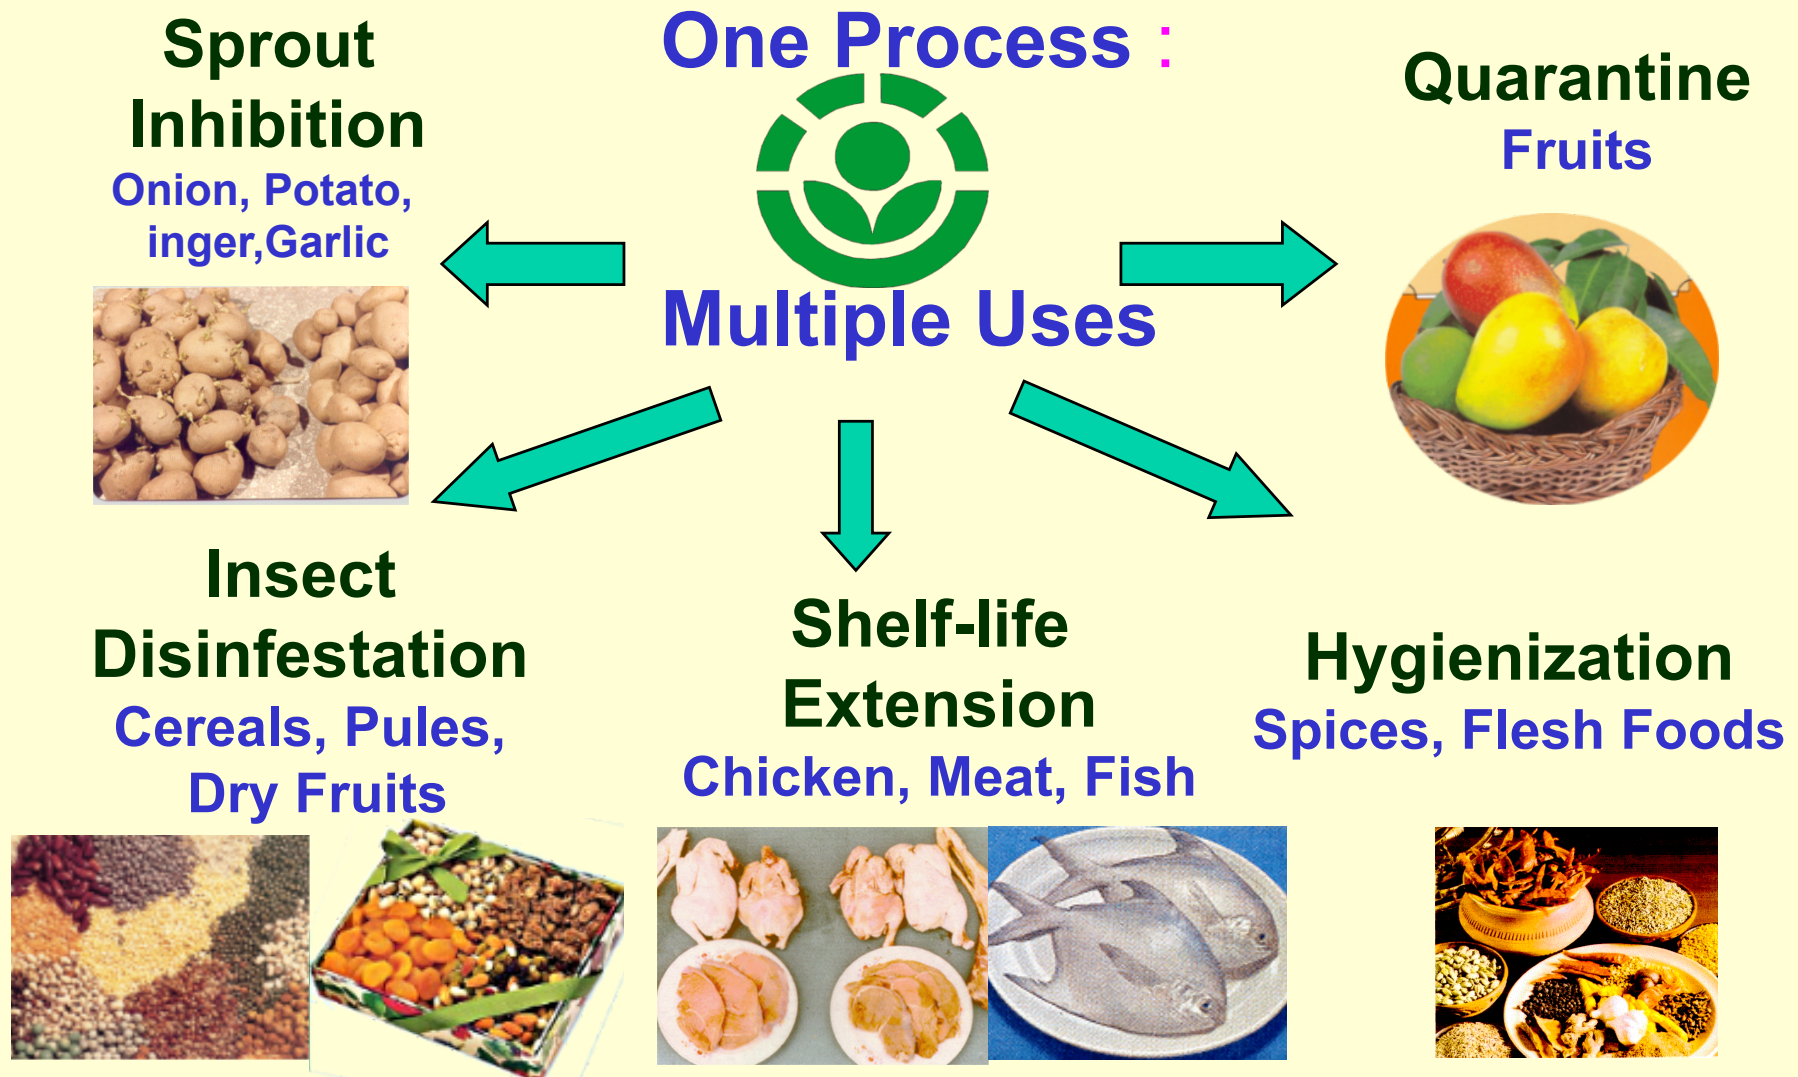 One Process :
Multiple Uses
Sprout
Inhibition
Onion, Potato,
inger,Garlic
Quarantine
Fruits
Insect
Disinfestation
Cereals, Pules,
Dry Fruits
Shelf-life
Extension
Chicken, Meat, Fish
Hygienization
Spices, Flesh Foods